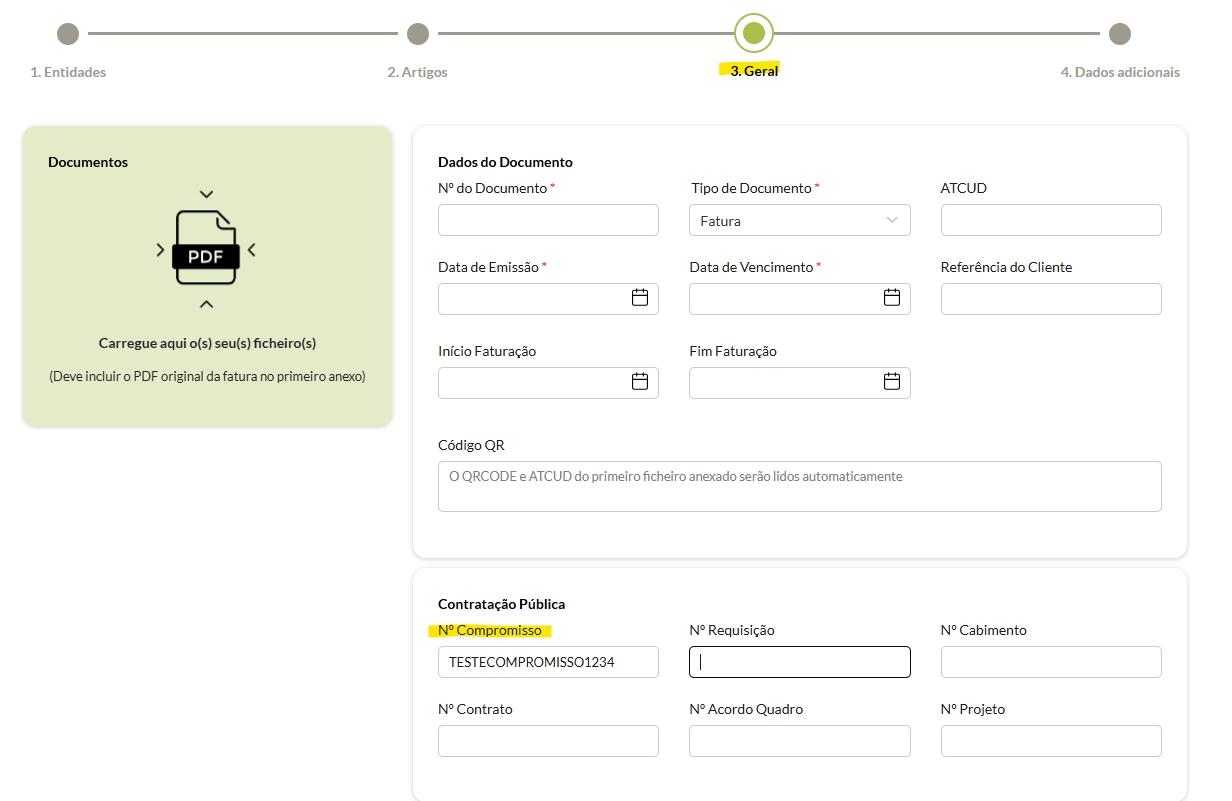 1. Entidades
2. Artigos
3. Geral
4. Dados adicionais
Documentos
PDF
Carregue aqui o(s) seu(s) ficheiro(s)
(Deve incluir o PDF original da fatura no primeiro anexo)
Dados do Documento
Nº do Documento *
Tipo de Documento *
ATCUD
Fatura
Data de Emissão *
Data de Vencimento *
Referência do Cliente
Início Faturação
Fim Faturação
Código QR
O QRCODE e ATCUD do primeiro ficheiro anexado serão lidos automaticamente
Contratação Pública
Nº Compromisso
Nº Requisição
Nº Cabimento
TESTECOMPROMISSO1234
Nº Contrato
Nº Acordo Quadro
Nº Projeto